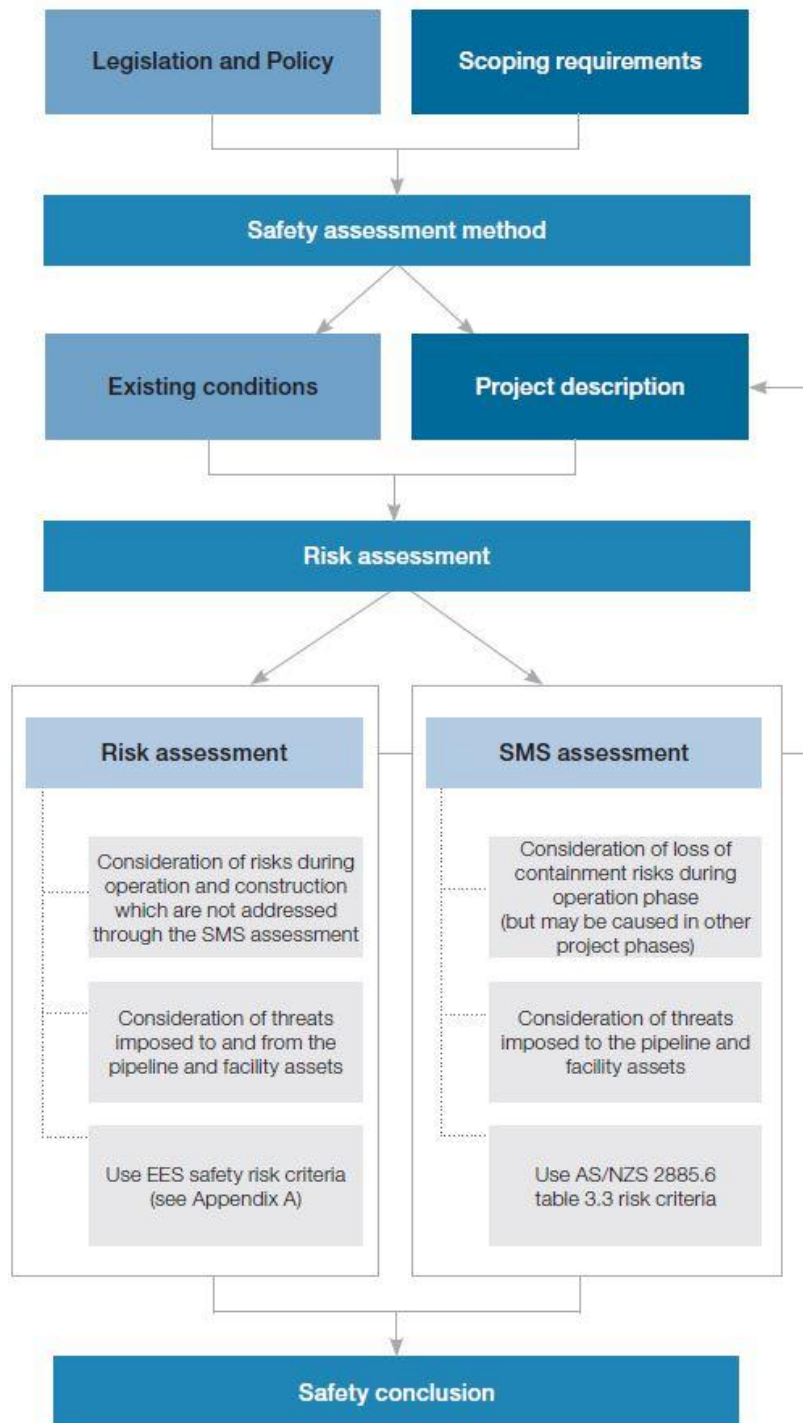 Legislation and Policy
Scoping requirements
Safety assessment method
Existing conditions
Project description
Risk assessment
Risk assessment
Consideration of risks during
operation and construction
which are not addressed
through the SMS assessment
Consideration of threats
imposed to and from the
pipeline and facility assets
Use EES safety risk criteria
(see Appendix A)
SMS assessment
Consideration of loss of
containment risks during
operation phase
(but may be caused in other
project phases)
Consideration of threats
imposed to the pipeline and
facility assets
Use AS/NZS 2885.6
table 3.3 risk criteria
Safety conclusion